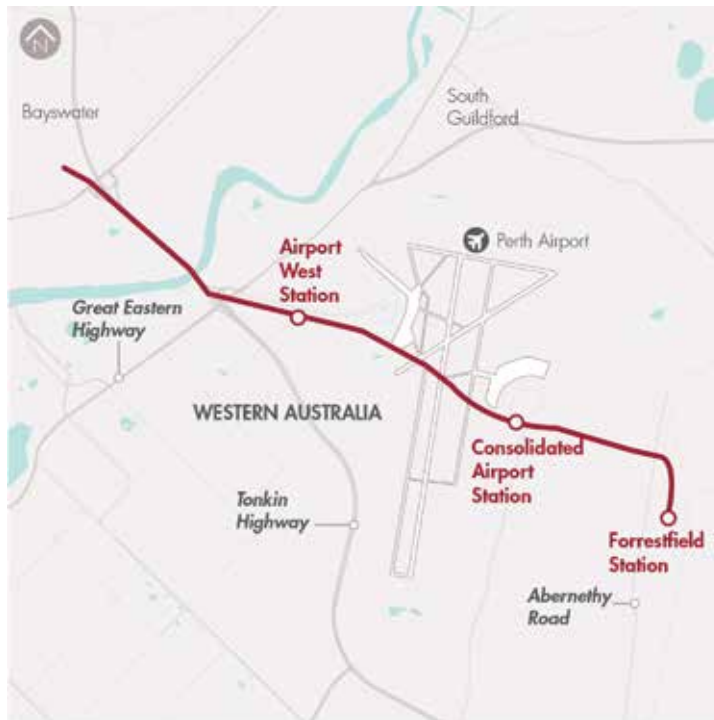 N
Bayswater
South
Guildford
Perth Airport
Airport
West
Station
Great Eastern
Highway
WESTERN AUSTRALIA
Consolidated
Airport
Station
Tonkin
Highway
Forrestfield
Station
Abernethy
Road